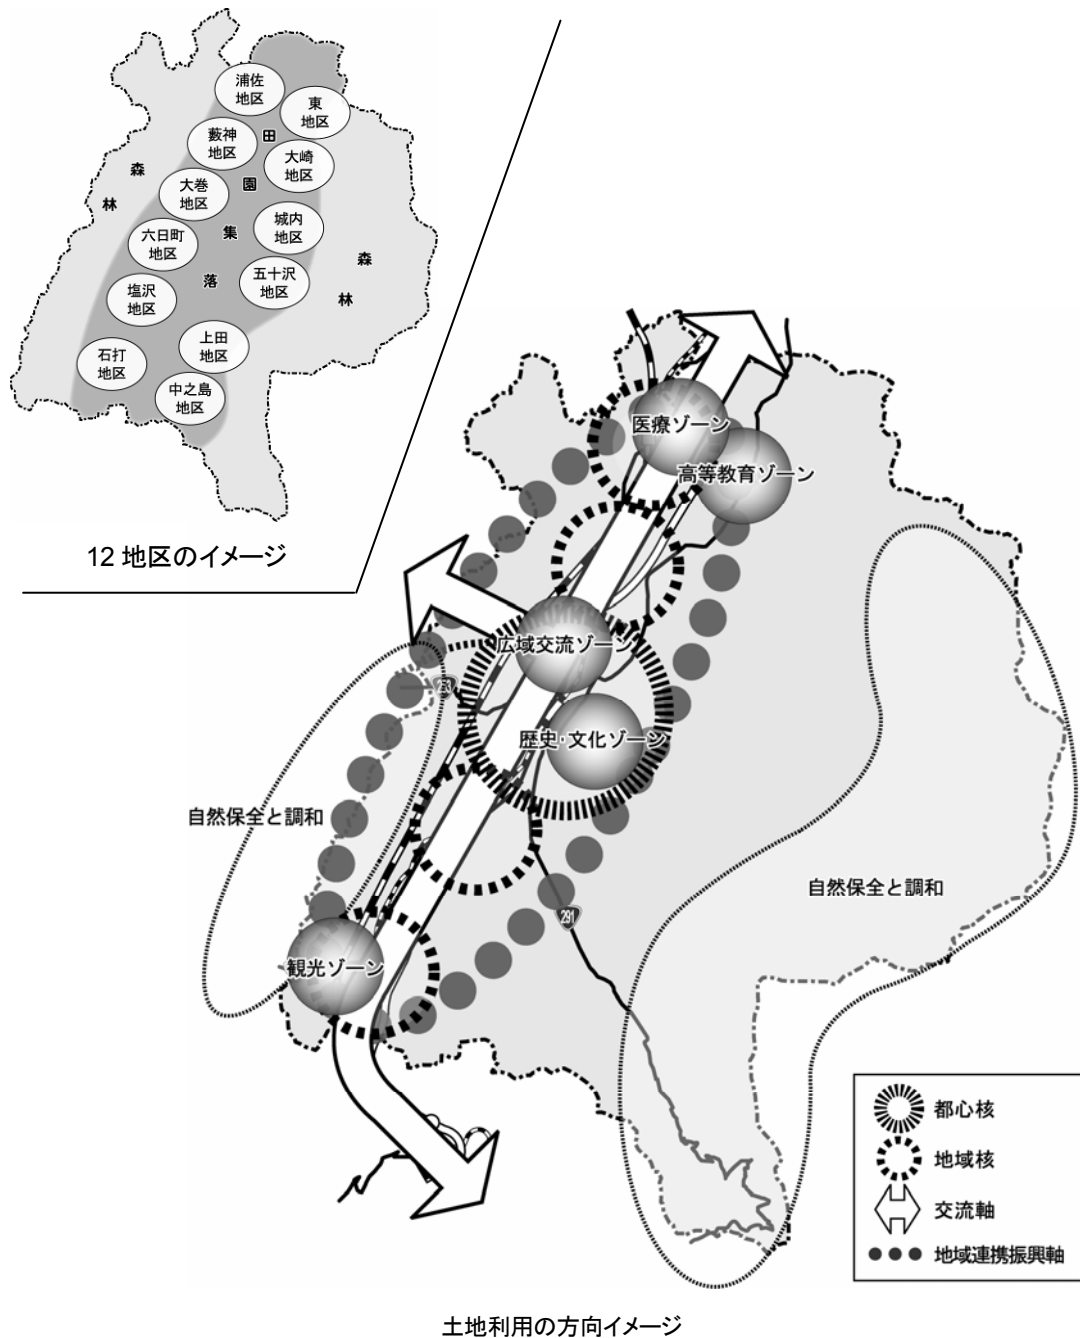 浦佐
地区
東
地区
藪神
地区
田
大崎
地区
森
林
大巻
地区
園
城内
地区
六日町
地区
集
森
林
五十沢
地区
落
塩沢
地区
上田
地区
石打
地区
中之島
地区
12 地区のイメージ
医療ゾーン
高等教育ゾーン
広域交流ゾーン
253
歴史・文化ゾーン
自然保全と調和
自然保全と調和
291
観光ゾーン
都心核
地域核
交流軸
地域連携振興軸
土地利用の方向イメージ